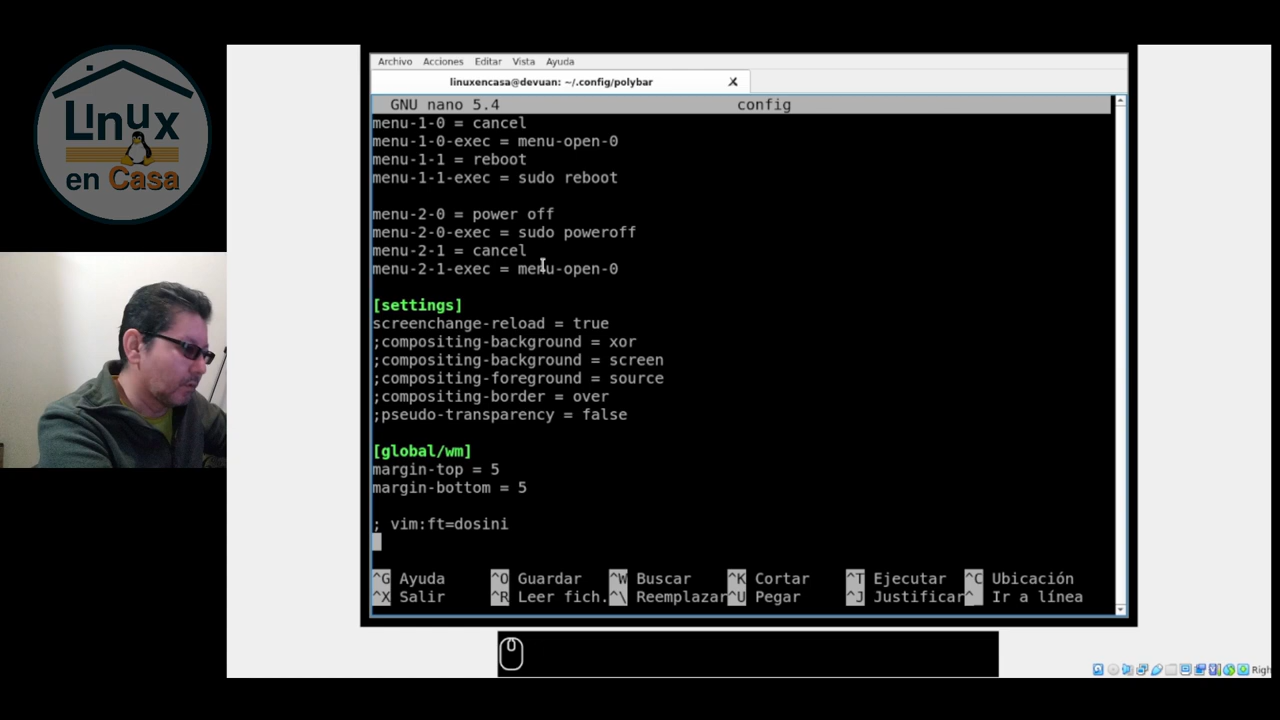 Linux
en Casa
Archivo Acciones Editar Vista Ayuda
linuxencasa@devuan: ~/.config/polybar X
GNU nano 5.4 config
menu-1-0 = cancel
menu-1-0-exec = menu-open-0
menu-1-1 = reboot
menu-1-1-exec = sudo reboot
menu-2-0 = power off
menu-2-0-exec = sudo poweroff
menu-2-1 = cancel
menu-2-1-exec = menu-open-0
[settings]
screenchange-reload = true
;compositing-background = xor
;compositing-background = screen
;compositing-foreground = source
;compositing-border = over
;pseudo-transparency = false
[global/wm]
margin-top = 5
margin-bottom = 5
; vim:ft=dosini
^G Ayuda ^O Guardar ^W Buscar ^K Cortar ^T Ejecutar ^C Ubicación
^X Salir ^R Leer fich. ^\ Reemplazar ^U Pegar ^J Justificar ^_ Ir a línea
Righ